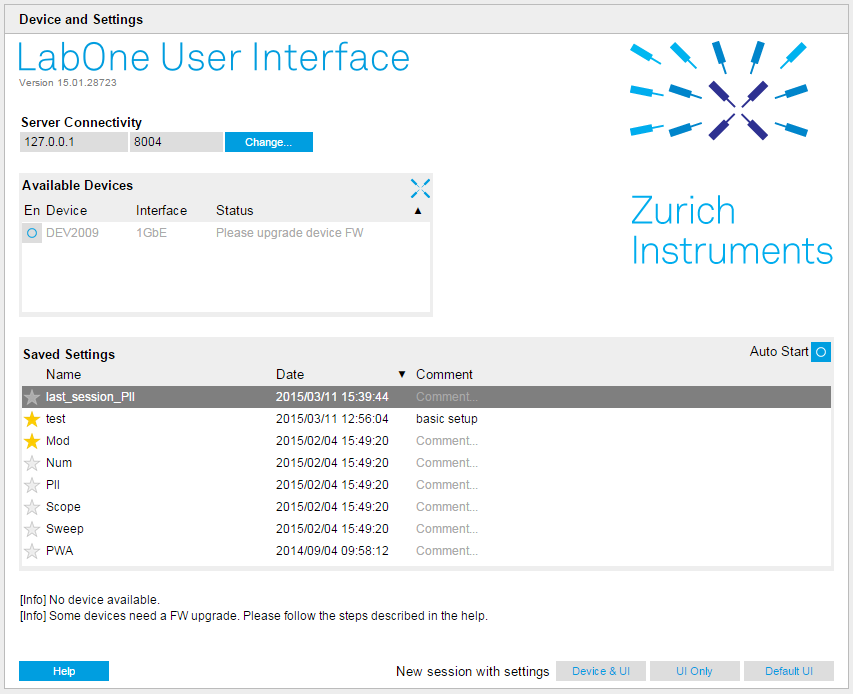 Device and Settings
LabOne User Interface
Version 15.01.28723
Server Connectivity
127.0.0.1 8004 Change...
Zurich
Instruments
Available Devices
En Device Interface Status ▲
DEV2009 1GbE Please upgrade device FW
Saved Settings Auto Start
Name Date ▼ Comment
last_session_Pll 2015/03/11 15:39:44 Comment...
test 2015/03/11 12:56:04 basic setup
Mod 2015/02/04 15:49:20 Comment...
Num 2015/02/04 15:49:20 Comment...
Pll 2015/02/04 15:49:20 Comment...
Scope 2015/02/04 15:49:20 Comment...
Sweep 2015/02/04 15:49:20 Comment...
PWA 2014/09/04 09:58:12 Comment...
[Info] No device available.
[Info] Some devices need a FW upgrade. Please follow the steps described in the help.
Help New session with settings Device & UI UI Only Default UI